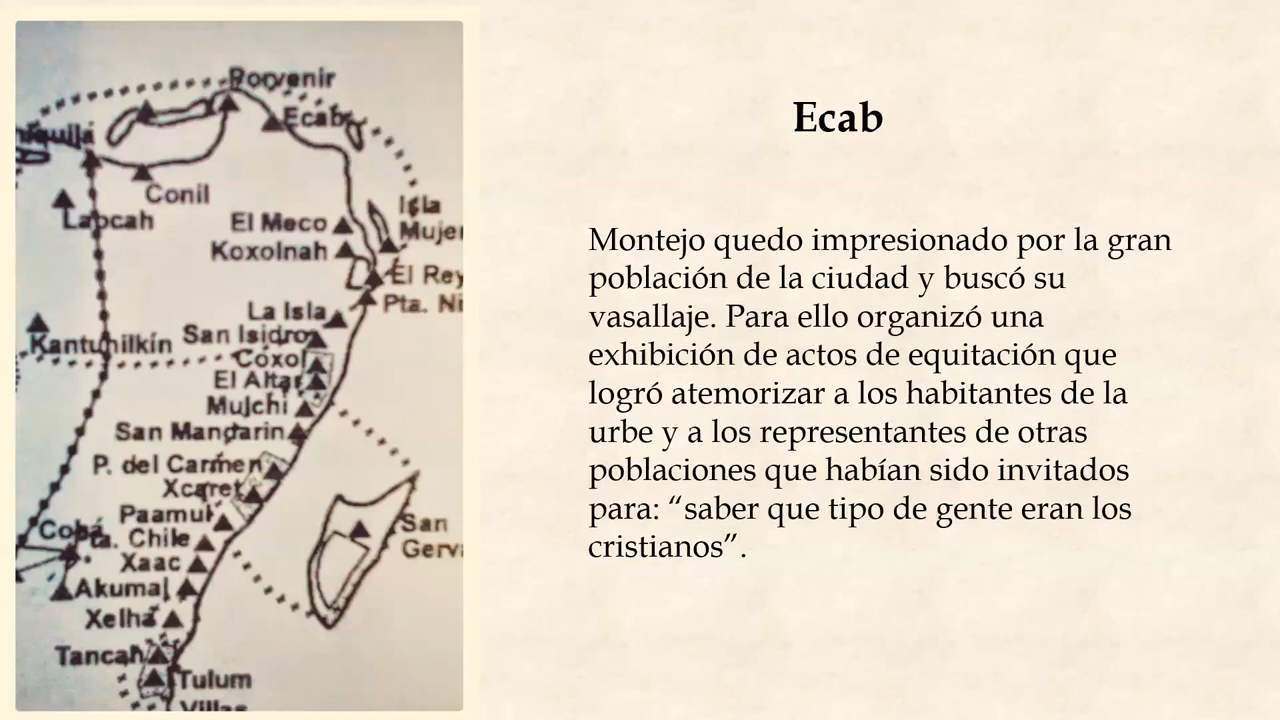 Porvenir
Ecab
Conil
Lapcah
Isla
Mujer
El Meco
Koxolnah
El Rey
Pta. Ni
La Isla
San Isidro
Kantunilkín
Coxol
El Altar
Mulchi
San Mandarin
P. del Carmen
Xcaret
Paamul
Cobá
ta. Chile
San
Gerv
Xaac
Akumal
Xelha
Tancah
Tulum
Villas
Ecab
Montejo quedo impresionado por la gran
población de la ciudad y buscó su
vasallaje. Para ello organizó una
exhibición de actos de equitación que
logró atemorizar a los habitantes de la
urbe y a los representantes de otras
poblaciones que habían sido invitados
para: “saber que tipo de gente eran los
cristianos”.